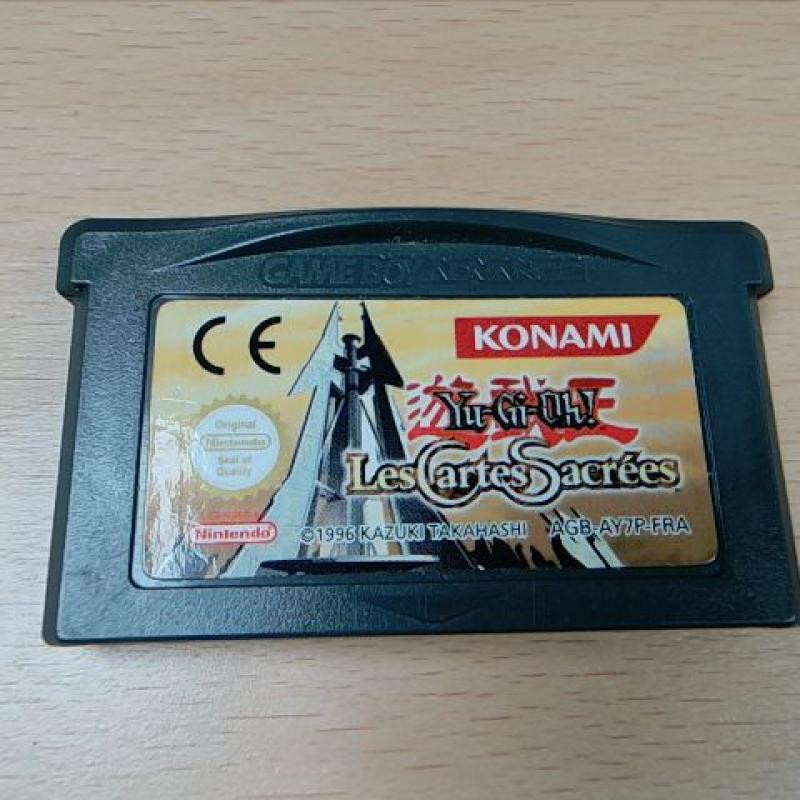 GAME BOY ADVANCE
CE
KONAMI
遊戯王
Yu-Gi-Oh!
Les Cartes Sacrées
Original
Nintendo
Seal of
Quality
Nintendo
©1996 KAZUKI TAKAHASHI AGB-AY7P-FRA